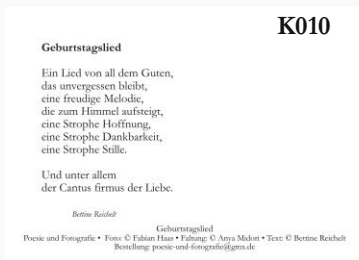 K010
Geburtstagslied
Ein Lied von all dem Guten,
das unvergessen bleibt,
eine freudige Melodie,
die zum Himmel aufsteigt,
eine Strophe Hoffnung,
eine Strophe Dankbarkeit,
eine Strophe Stille.
Und unter allem
der Cantus firmus der Liebe.
Bettine Reichelt
Geburtstagslied
Poesie und Fotografie • Foto: © Fabian Haas • Faltung: © Anya Midori • Text: © Bettine Reichelt
Bestellung: poesie-und-fotografie@gmx.de